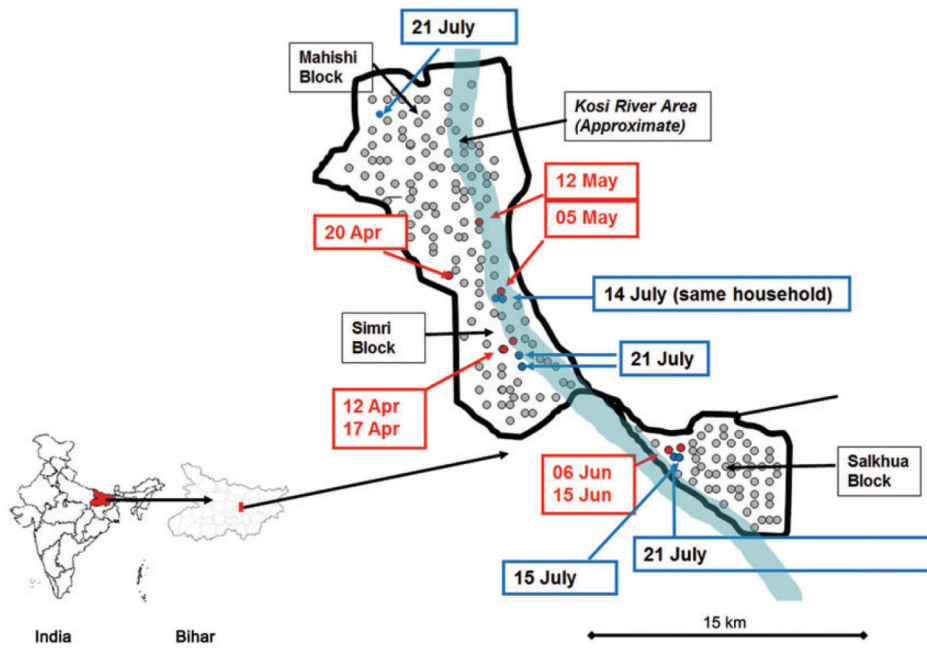 21 July
Mahishi
Block
Kosi River Area
(Approximate)
12 May
05 May
20 Apr
14 July (same household)
Simri
Block
21 July
12 Apr
17 Apr
06 Jun
15 Jun
Salkhua
Block
21 July
15 July
15 km
India
Bihar